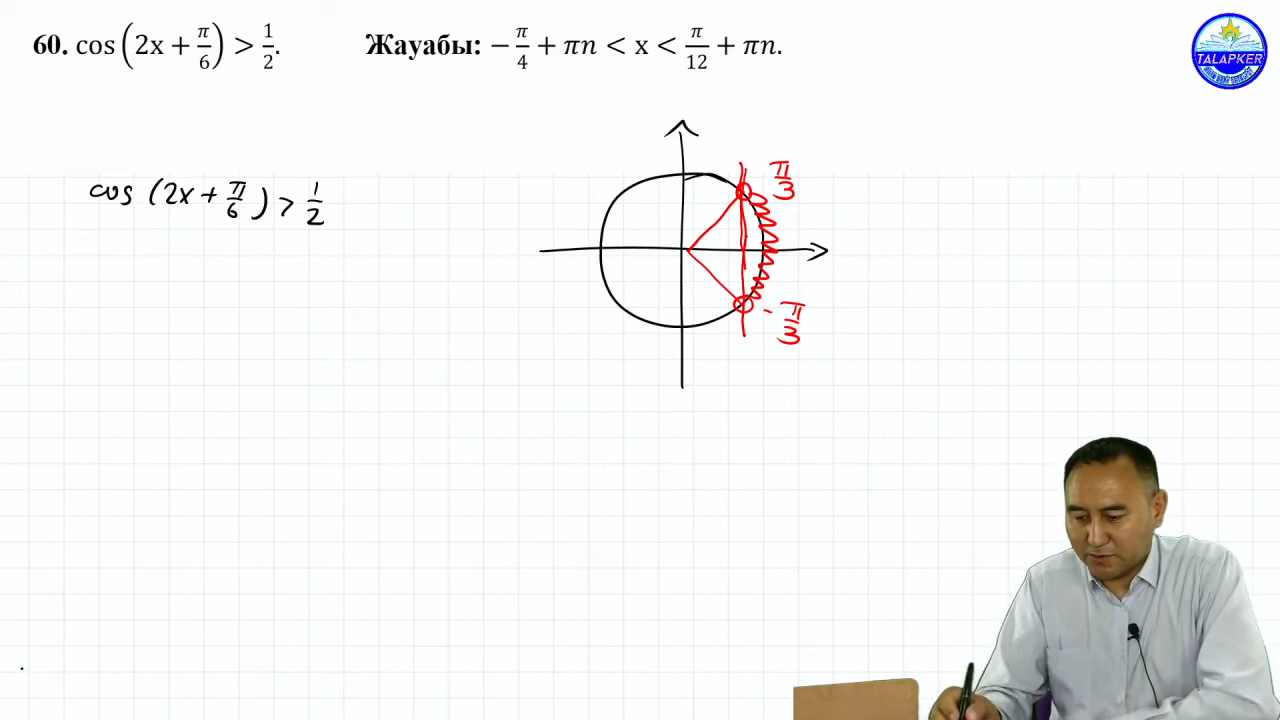 60. cos(2x + π/6) > 1/2. Жауабы: −π/4 + πn < x < π/12 + πn.
TALAPKER
cos (2x + π/6) > 1/2
π/3
- π/3